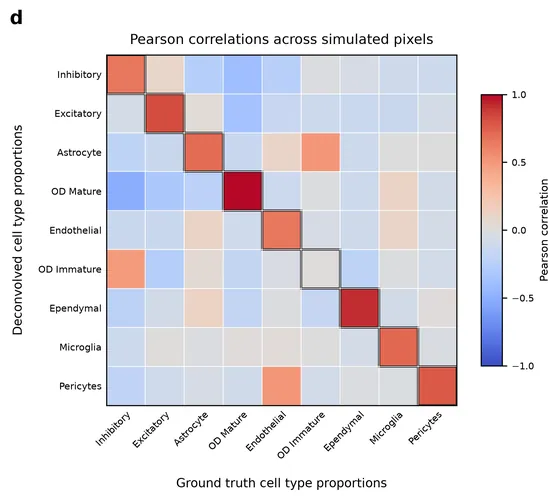 d
Pearson correlations across simulated pixels
Deconvolved cell type proportions
Inhibitory
Excitatory
Astrocyte
OD Mature
Endothelial
OD Immature
Ependymal
Microglia
Pericytes
Inhibitory
Excitatory
Astrocyte
OD Mature
Endothelial
OD Immature
Ependymal
Microglia
Pericytes
Ground truth cell type proportions
1.0
0.5
0.0
−0.5
−1.0
Pearson correlation